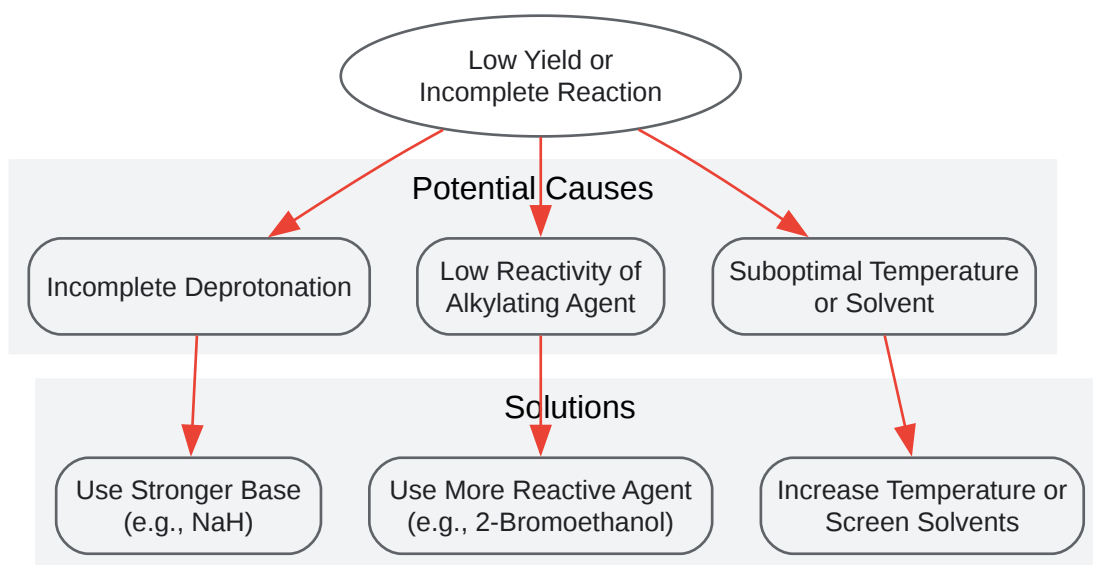 Low Yield or
Incomplete Reaction
Potential Causes
Incomplete Deprotonation
Low Reactivity of
Alkylating Agent
Suboptimal Temperature
or Solvent
Solutions
Use Stronger Base
(e.g., NaH)
Use More Reactive Agent
(e.g., 2-Bromoethanol)
Increase Temperature or
Screen Solvents